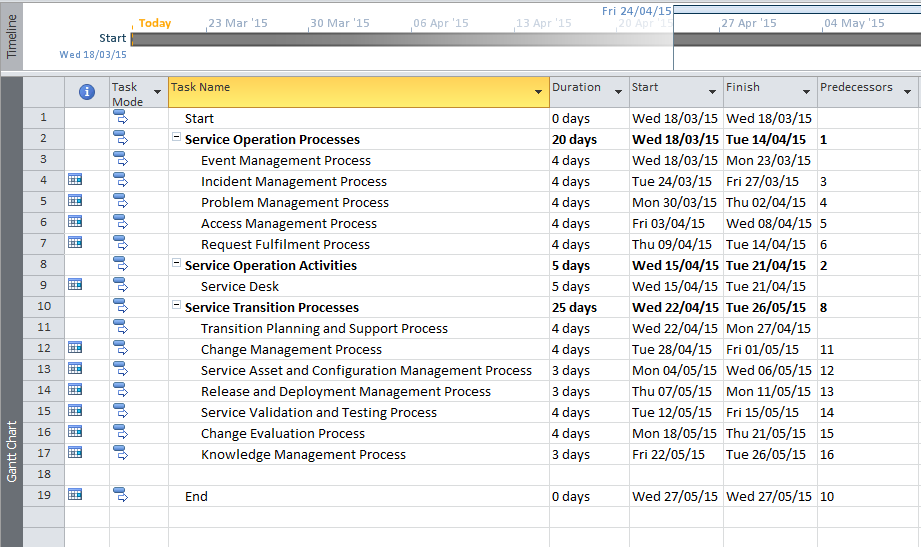 Timeline
Fri 24/04/15
Today 23 Mar '15 30 Mar '15 06 Apr '15 13 Apr '15 20 Apr '15 27 Apr '15 04 May '15
Start
Wed 18/03/15
Gantt Chart
Task Mode Task Name Duration Start Finish Predecessors
1 Start 0 days Wed 18/03/15 Wed 18/03/15
2 Service Operation Processes 20 days Wed 18/03/15 Tue 14/04/15 1
3 Event Management Process 4 days Wed 18/03/15 Mon 23/03/15
4 Incident Management Process 4 days Tue 24/03/15 Fri 27/03/15 3
5 Problem Management Process 4 days Mon 30/03/15 Thu 02/04/15 4
6 Access Management Process 4 days Fri 03/04/15 Wed 08/04/15 5
7 Request Fulfilment Process 4 days Thu 09/04/15 Tue 14/04/15 6
8 Service Operation Activities 5 days Wed 15/04/15 Tue 21/04/15 2
9 Service Desk 5 days Wed 15/04/15 Tue 21/04/15
10 Service Transition Processes 25 days Wed 22/04/15 Tue 26/05/15 8
11 Transition Planning and Support Process 4 days Wed 22/04/15 Mon 27/04/15
12 Change Management Process 4 days Tue 28/04/15 Fri 01/05/15 11
13 Service Asset and Configuration Management Process 3 days Mon 04/05/15 Wed 06/05/15 12
14 Release and Deployment Management Process 3 days Thu 07/05/15 Mon 11/05/15 13
15 Service Validation and Testing Process 4 days Tue 12/05/15 Fri 15/05/15 14
16 Change Evaluation Process 4 days Mon 18/05/15 Thu 21/05/15 15
17 Knowledge Management Process 3 days Fri 22/05/15 Tue 26/05/15 16
18
19 End 0 days Wed 27/05/15 Wed 27/05/15 10